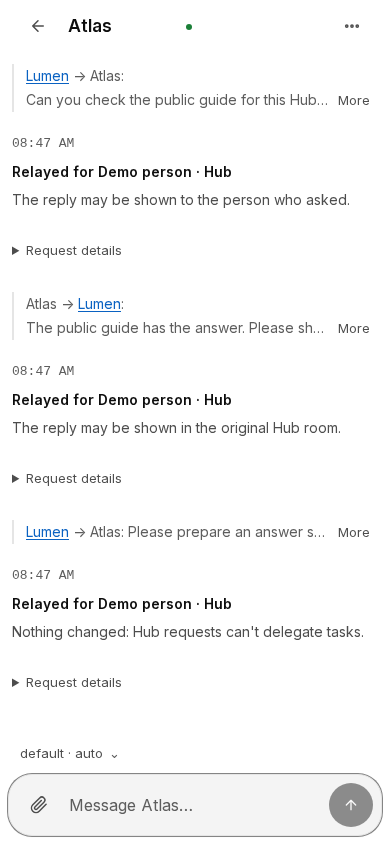 Atlas
Lumen → Atlas:
Can you check the public guide for this Hub… More
08:47 AM
Relayed for Demo person · Hub
The reply may be shown to the person who asked.
Request details
Atlas → Lumen:
The public guide has the answer. Please sh… More
08:47 AM
Relayed for Demo person · Hub
The reply may be shown in the original Hub room.
Request details
Lumen → Atlas: Please prepare an answer s… More
08:47 AM
Relayed for Demo person · Hub
Nothing changed: Hub requests can't delegate tasks.
Request details
default · auto
Message Atlas…